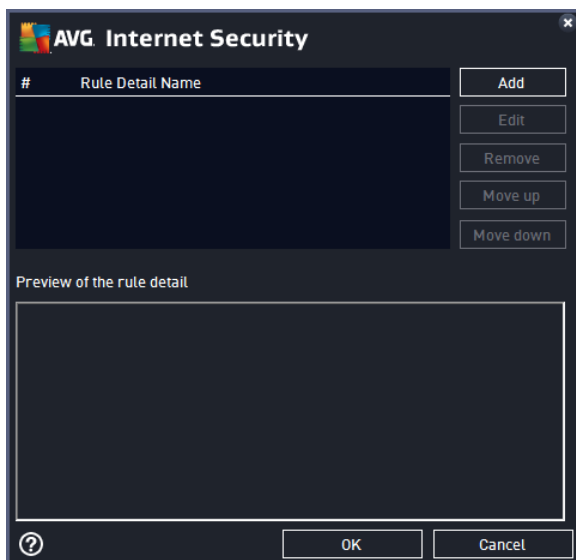 AVG. Internet Security
# Rule Detail Name
Add
Edit
Remove
Move up
Move down
Preview of the rule detail
?
OK
Cancel